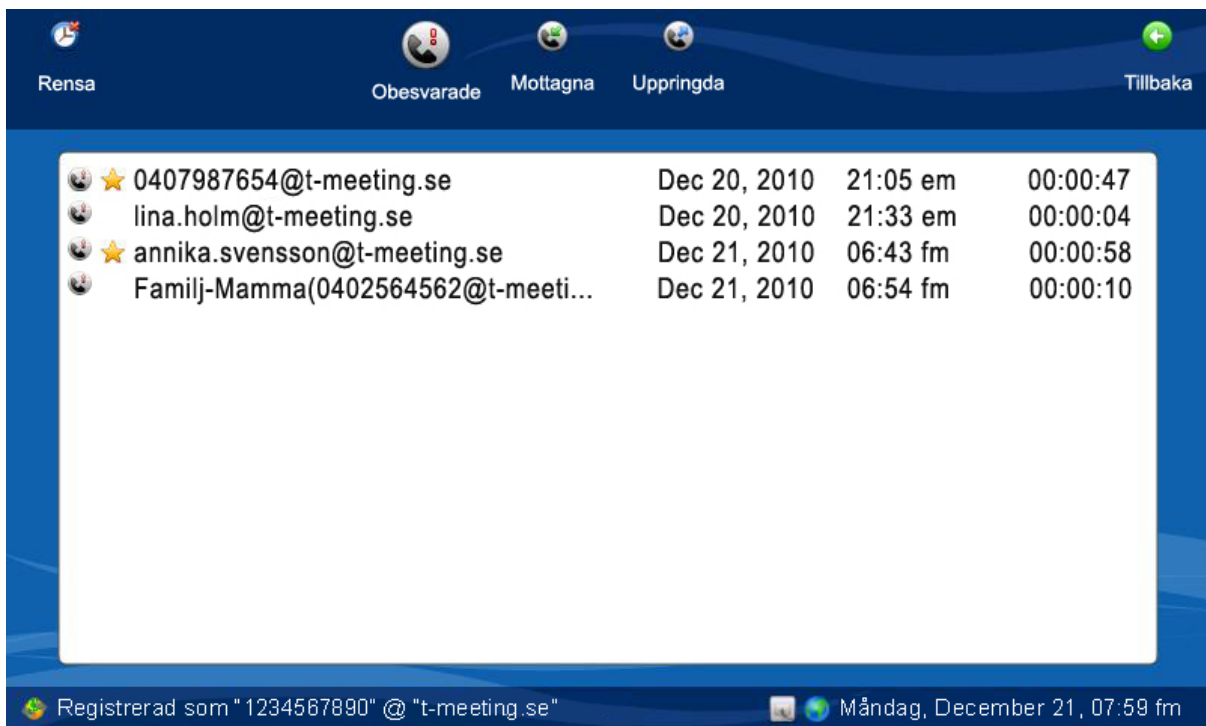 Rensa
Obesvarade
Mottagna
Uppringda
Tillbaka
0407987654@t-meeting.se Dec 20, 2010 21:05 em 00:00:47
lina.holm@t-meeting.se Dec 20, 2010 21:33 em 00:00:04
annika.svensson@t-meeting.se Dec 21, 2010 06:43 fm 00:00:58
Familj-Mamma(0402564562@t-meeti... Dec 21, 2010 06:54 fm 00:00:10
Registrerad som "1234567890" @ "t-meeting.se" Måndag, December 21, 07:59 fm